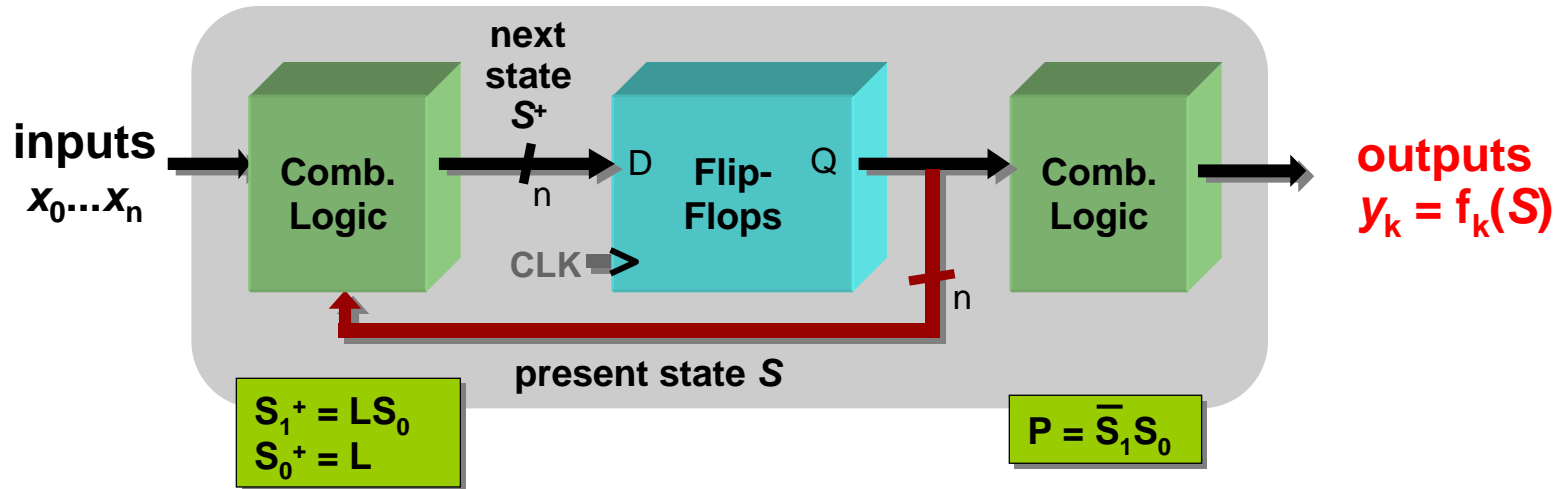 next
state
S⁺
inputs
x₀...xₙ
Comb.
Logic
n
D
Q
Flip-
Flops
CLK
n
Comb.
Logic
outputs
yₖ = fₖ(S)
present state S
S₁⁺ = LS₀
S₀⁺ = L
P = S̅₁S₀